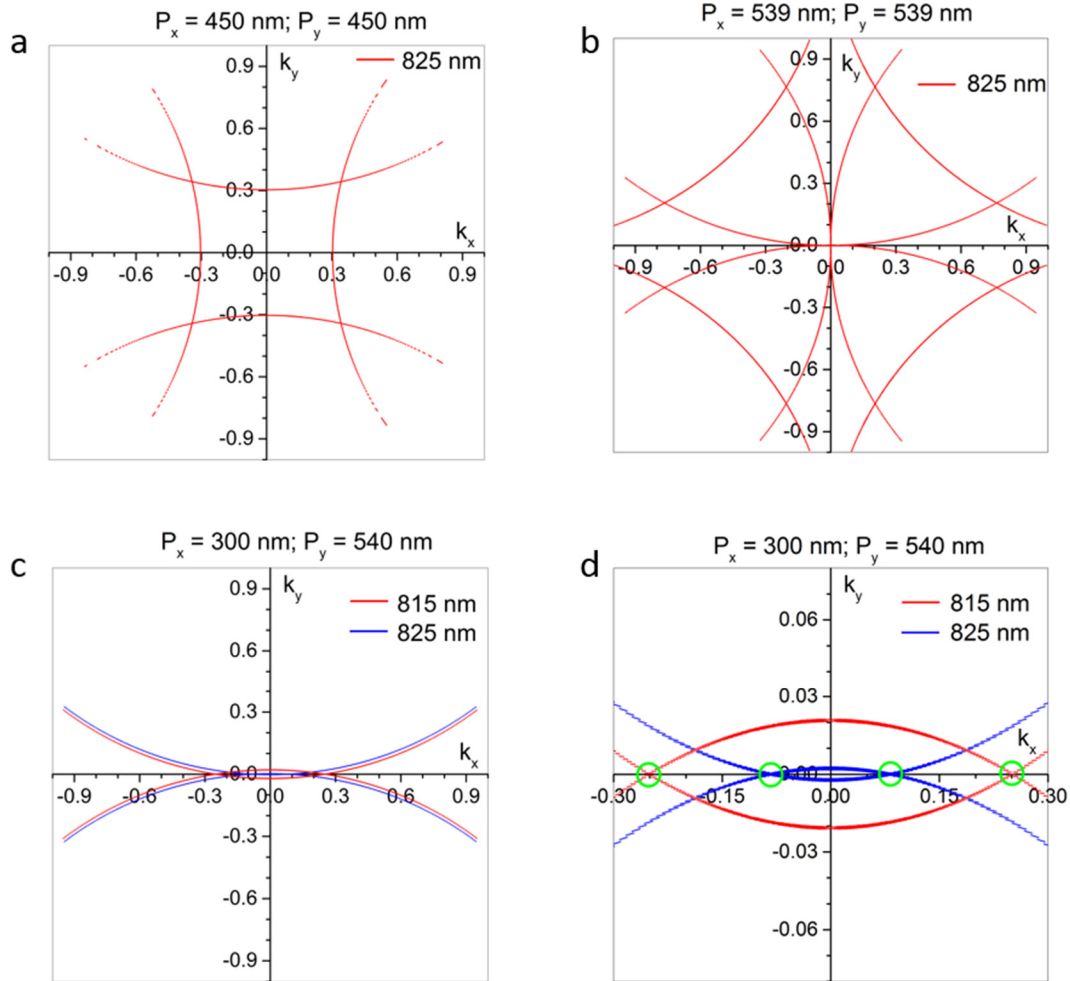 a
P_x = 450 nm; P_y = 450 nm
k_y
825 nm
0.9
0.6
0.3
0.0
-0.3
-0.6
-0.9
-0.9 -0.6 -0.3 0.0 0.3 0.6 0.9
k_x
b
P_x = 539 nm; P_y = 539 nm
k_y
825 nm
0.9
0.6
0.3
0.0
-0.3
-0.6
-0.9
-0.9 -0.6 -0.3 0.0 0.3 0.6 0.9
k_x
c
P_x = 300 nm; P_y = 540 nm
k_y
815 nm
825 nm
0.9
0.6
0.3
0.0
-0.3
-0.6
-0.9
-0.9 -0.6 -0.3 0.0 0.3 0.6 0.9
k_x
d
P_x = 300 nm; P_y = 540 nm
k_y
815 nm
825 nm
0.06
0.03
0.00
-0.03
-0.06
-0.30 -0.15 0.00 0.15 0.30
k_x